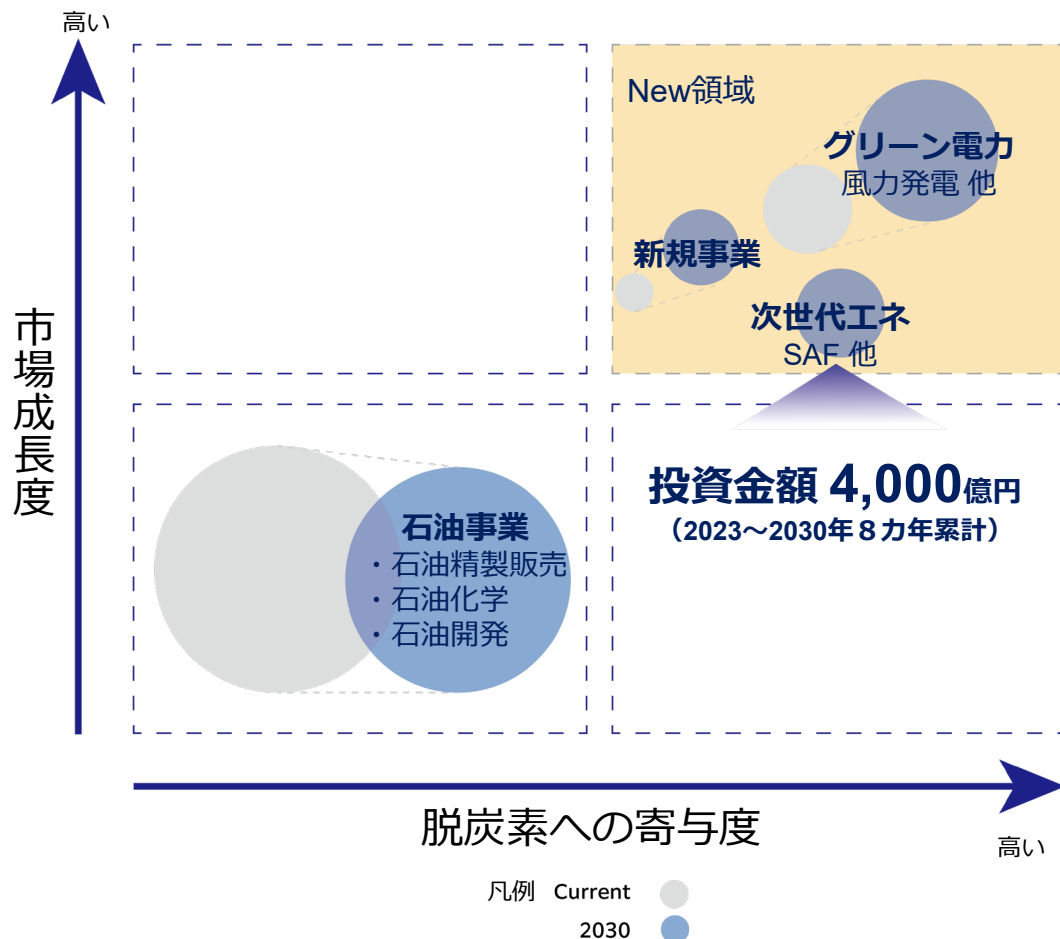 高い
New領域
グリーン電力
風力発電 他
新規事業
次世代エネ
SAF 他
市場成長度
石油事業
・石油精製販売
・石油化学
・石油開発
投資金額 4,000億円
（2023～2030年８カ年累計）
脱炭素への寄与度
高い
凡例 Current
2030